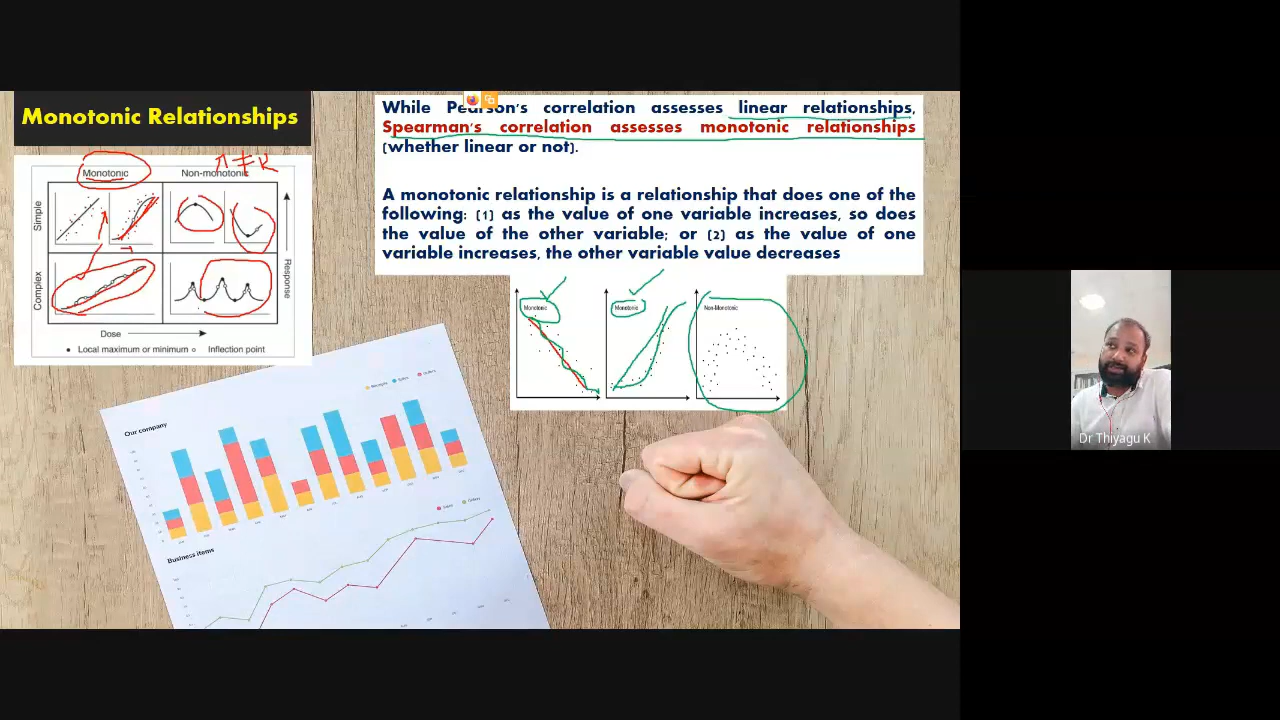 Monotonic Relationships
While Pearson's correlation assesses linear relationships,
Spearman's correlation assesses monotonic relationships
(whether linear or not).
A monotonic relationship is a relationship that does one of the
following: (1) as the value of one variable increases, so does
the value of the other variable; or (2) as the value of one
variable increases, the other variable value decreases
Monotonic
Non-monotonic
Simple
Complex
Response
Dose
Local maximum or minimum
Inflection point
Monotonic
Monotonic
Non-Monotonic
Our company
Business items
Dr Thiyagu K